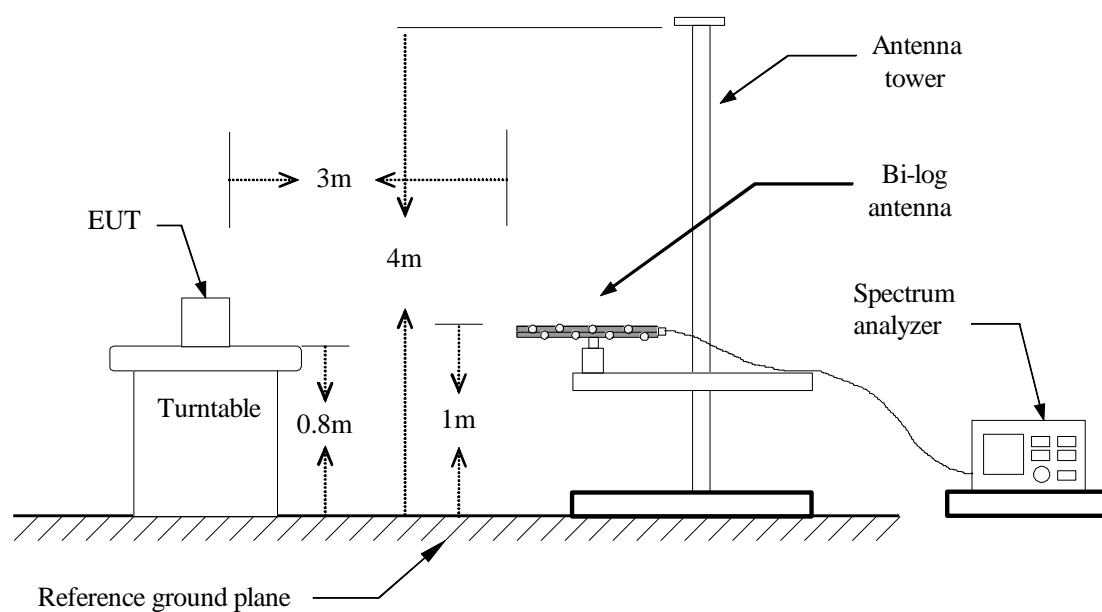 Antenna
tower
3m
Bi-log
antenna
EUT
4m
Spectrum
analyzer
Turntable
0.8m
1m
Reference ground plane